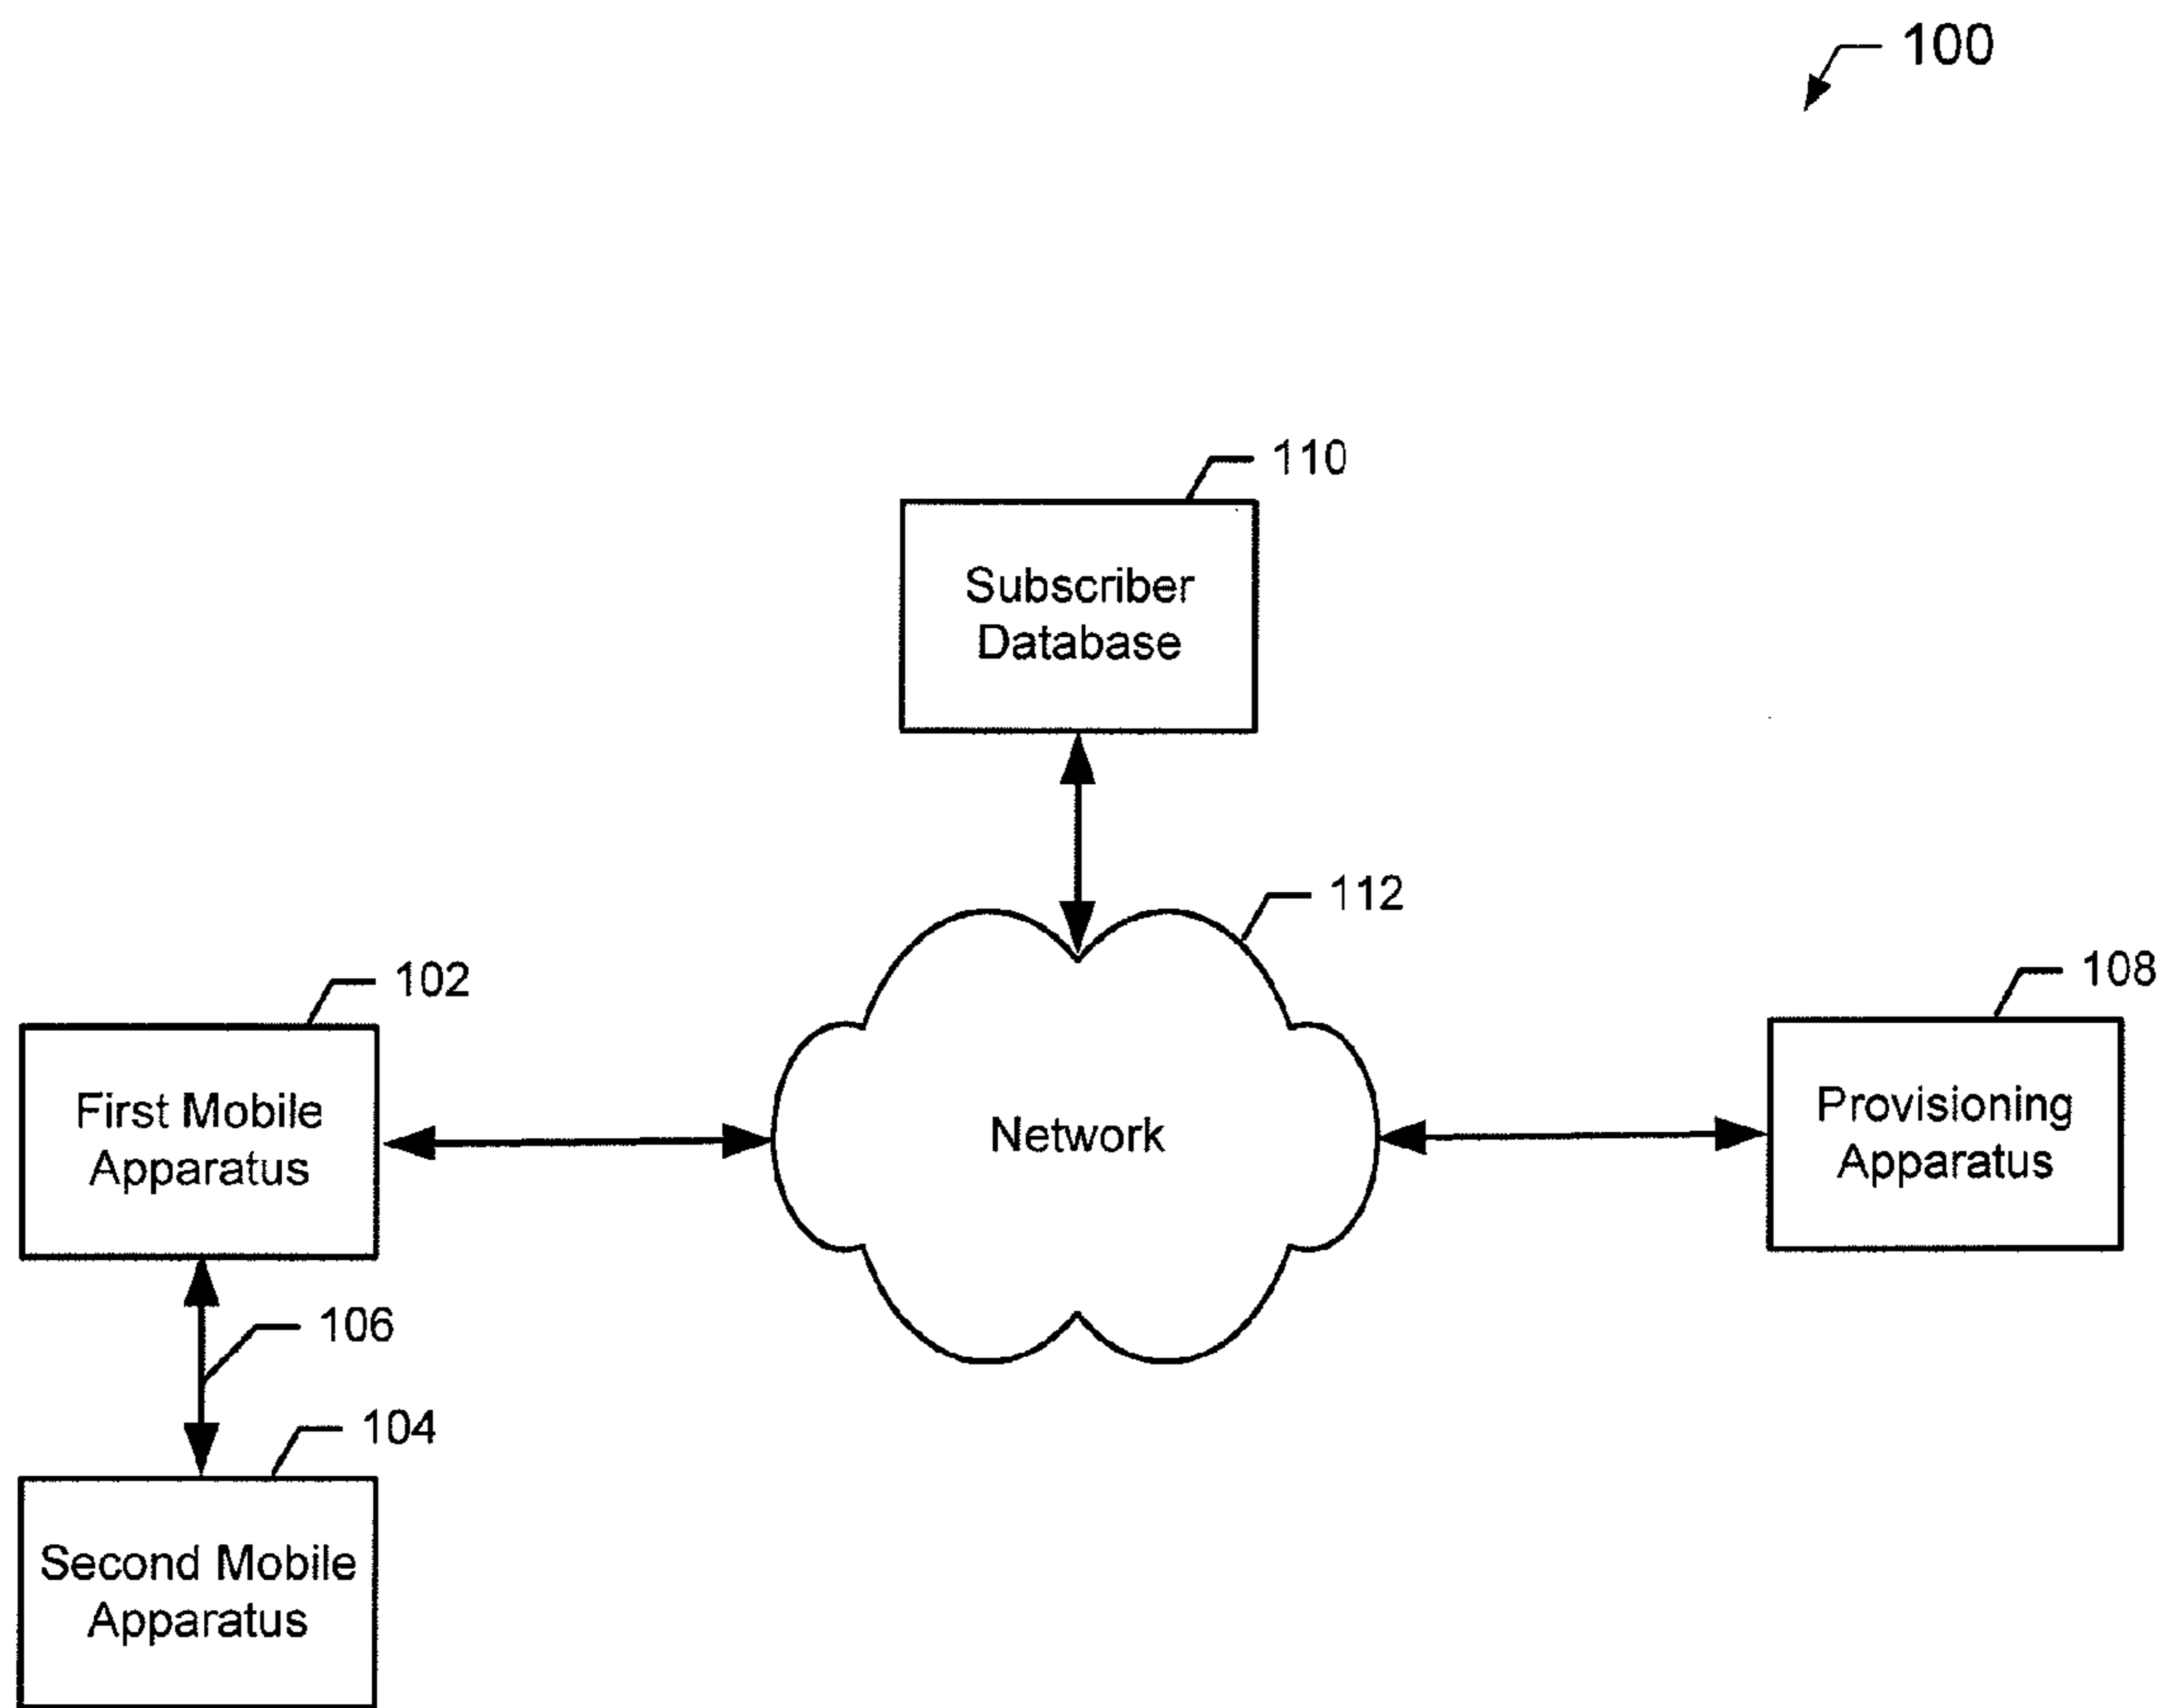 100
110
Subscriber
Database
112
102
108
First Mobile
Apparatus
Network
Provisioning
Apparatus
106
104
Second Mobile
Apparatus